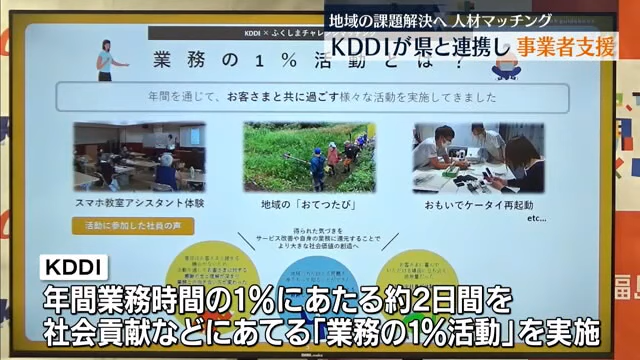 地域の課題解決へ 人材マッチング
KDDIが県と連携し 事業者支援
KDDI × ふくしまチャレンジマッチング
業務の1%活動とは?
年間を通じて、お客さまと共に過ごす様々な活動を実施してきました
スマホ教室アシスタント体験
地域の「おてつたび」
おもいでケータイ再起動
etc...
活動に参加した社員の声
得られた気づきを
サービス改善や自身の業務に還元することで
より大きな社会価値の創造へ
KDDI
年間業務時間の1%にあたる約2日間を
社会貢献などにあてる「業務の1%活動」を実施
福島